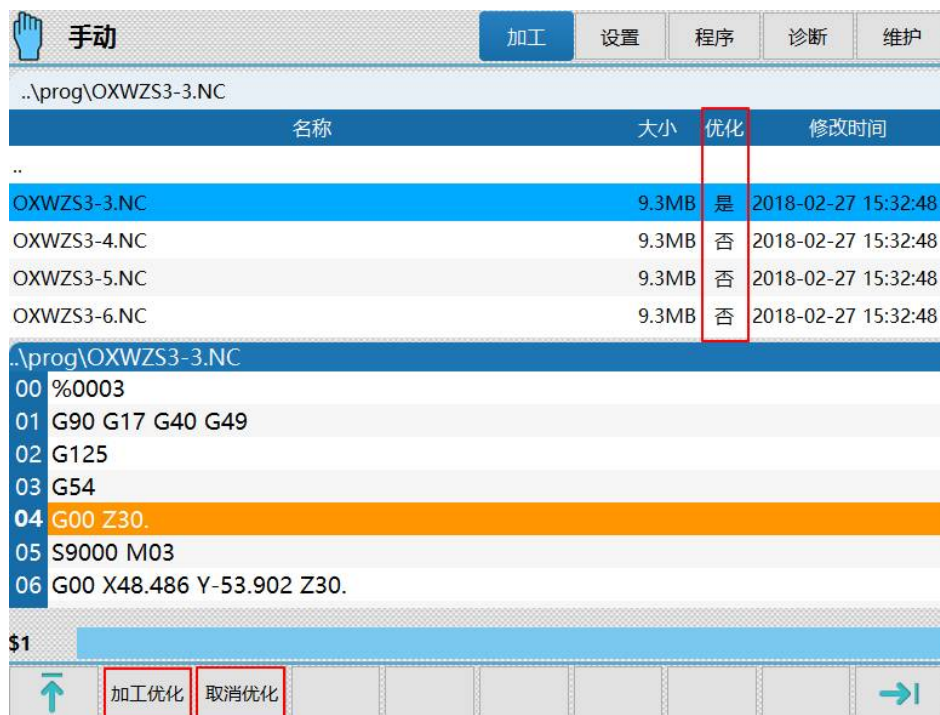 手动 加工 设置 程序 诊断 维护
..\prog\OXWZS3-3.NC
名称 大小 优化 修改时间
..
OXWZS3-3.NC 9.3MB 是 2018-02-27 15:32:48
OXWZS3-4.NC 9.3MB 否 2018-02-27 15:32:48
OXWZS3-5.NC 9.3MB 否 2018-02-27 15:32:48
OXWZS3-6.NC 9.3MB 否 2018-02-27 15:32:48
..\prog\OXWZS3-3.NC
00 %0003
01 G90 G17 G40 G49
02 G125
03 G54
04 G00 Z30.
05 S9000 M03
06 G00 X48.486 Y-53.902 Z30.
$1
加工优化 取消优化